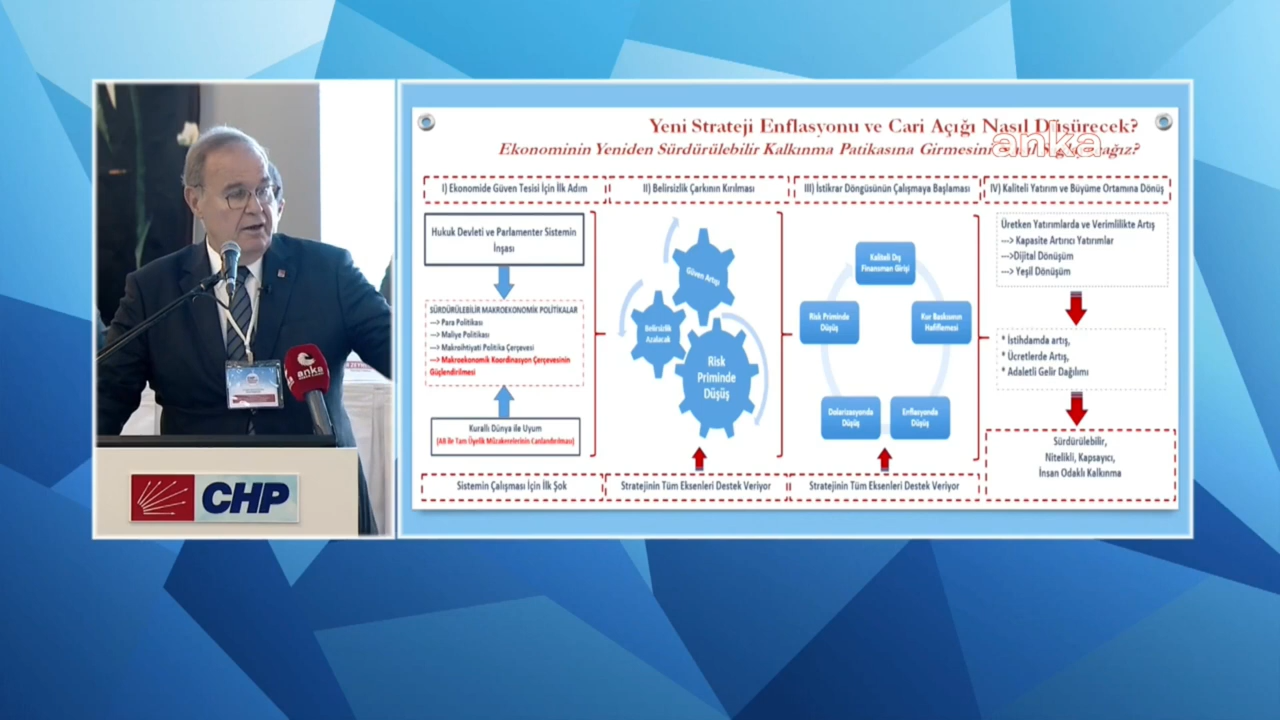 anka
Yeni Strateji Enflasyonu ve Cari Açığı Nasıl Düşürecek?
Ekonominin Yeniden Sürdürülebilir Kalkınma Patikasına Girmesini
I) Ekonomide Güven Tesisi İçin İlk Adım
II) Belirsizlik Çarkının Kırılması
III) İstikrar Döngüsünün Çalışmaya Başlaması
IV) Kaliteli Yatırım ve Büyüme Ortamına Dönüş
Hukuk Devleti ve Parlamenter Sistemin
İnşası
SÜRDÜRÜLEBİLİR MAKROEKONOMİK POLİTİKALAR
---> Para Politikası
---> Maliye Politikası
---> Makroihtiyati Politika Çerçevesi
---> Makroekonomik Koordinasyon Çerçevesinin
Güçlendirilmesi
Kurallı Dünya ile Uyum
(AB ile Tam Üyelik Müzakerelerinin Canlandırılması)
Sistemin Çalışması İçin İlk Şok
Güven Artışı
Belirsizlik
Azalacak
Risk
Priminde
Düşüş
Stratejinin Tüm Eksenleri Destek Veriyor
Kaliteli Dış
Finansman Girişi
Risk Priminde
Düşüş
Kur Baskısının
Hafiflemesi
Dolarizasyonda
Düşüş
Enflasyonda
Düşüş
Stratejinin Tüm Eksenleri Destek Veriyor
Üretken Yatırımlarda ve Verimlilikte Artış
---> Kapasite Artırıcı Yatırımlar
--->Dijital Dönüşüm
---> Yeşil Dönüşüm
* İstihdamda artış,
* Ücretlerde Artış,
* Adaletli Gelir Dağılımı
Sürdürülebilir,
Nitelikli, Kapsayıcı,
İnsan Odaklı Kalkınma
anka
CHP